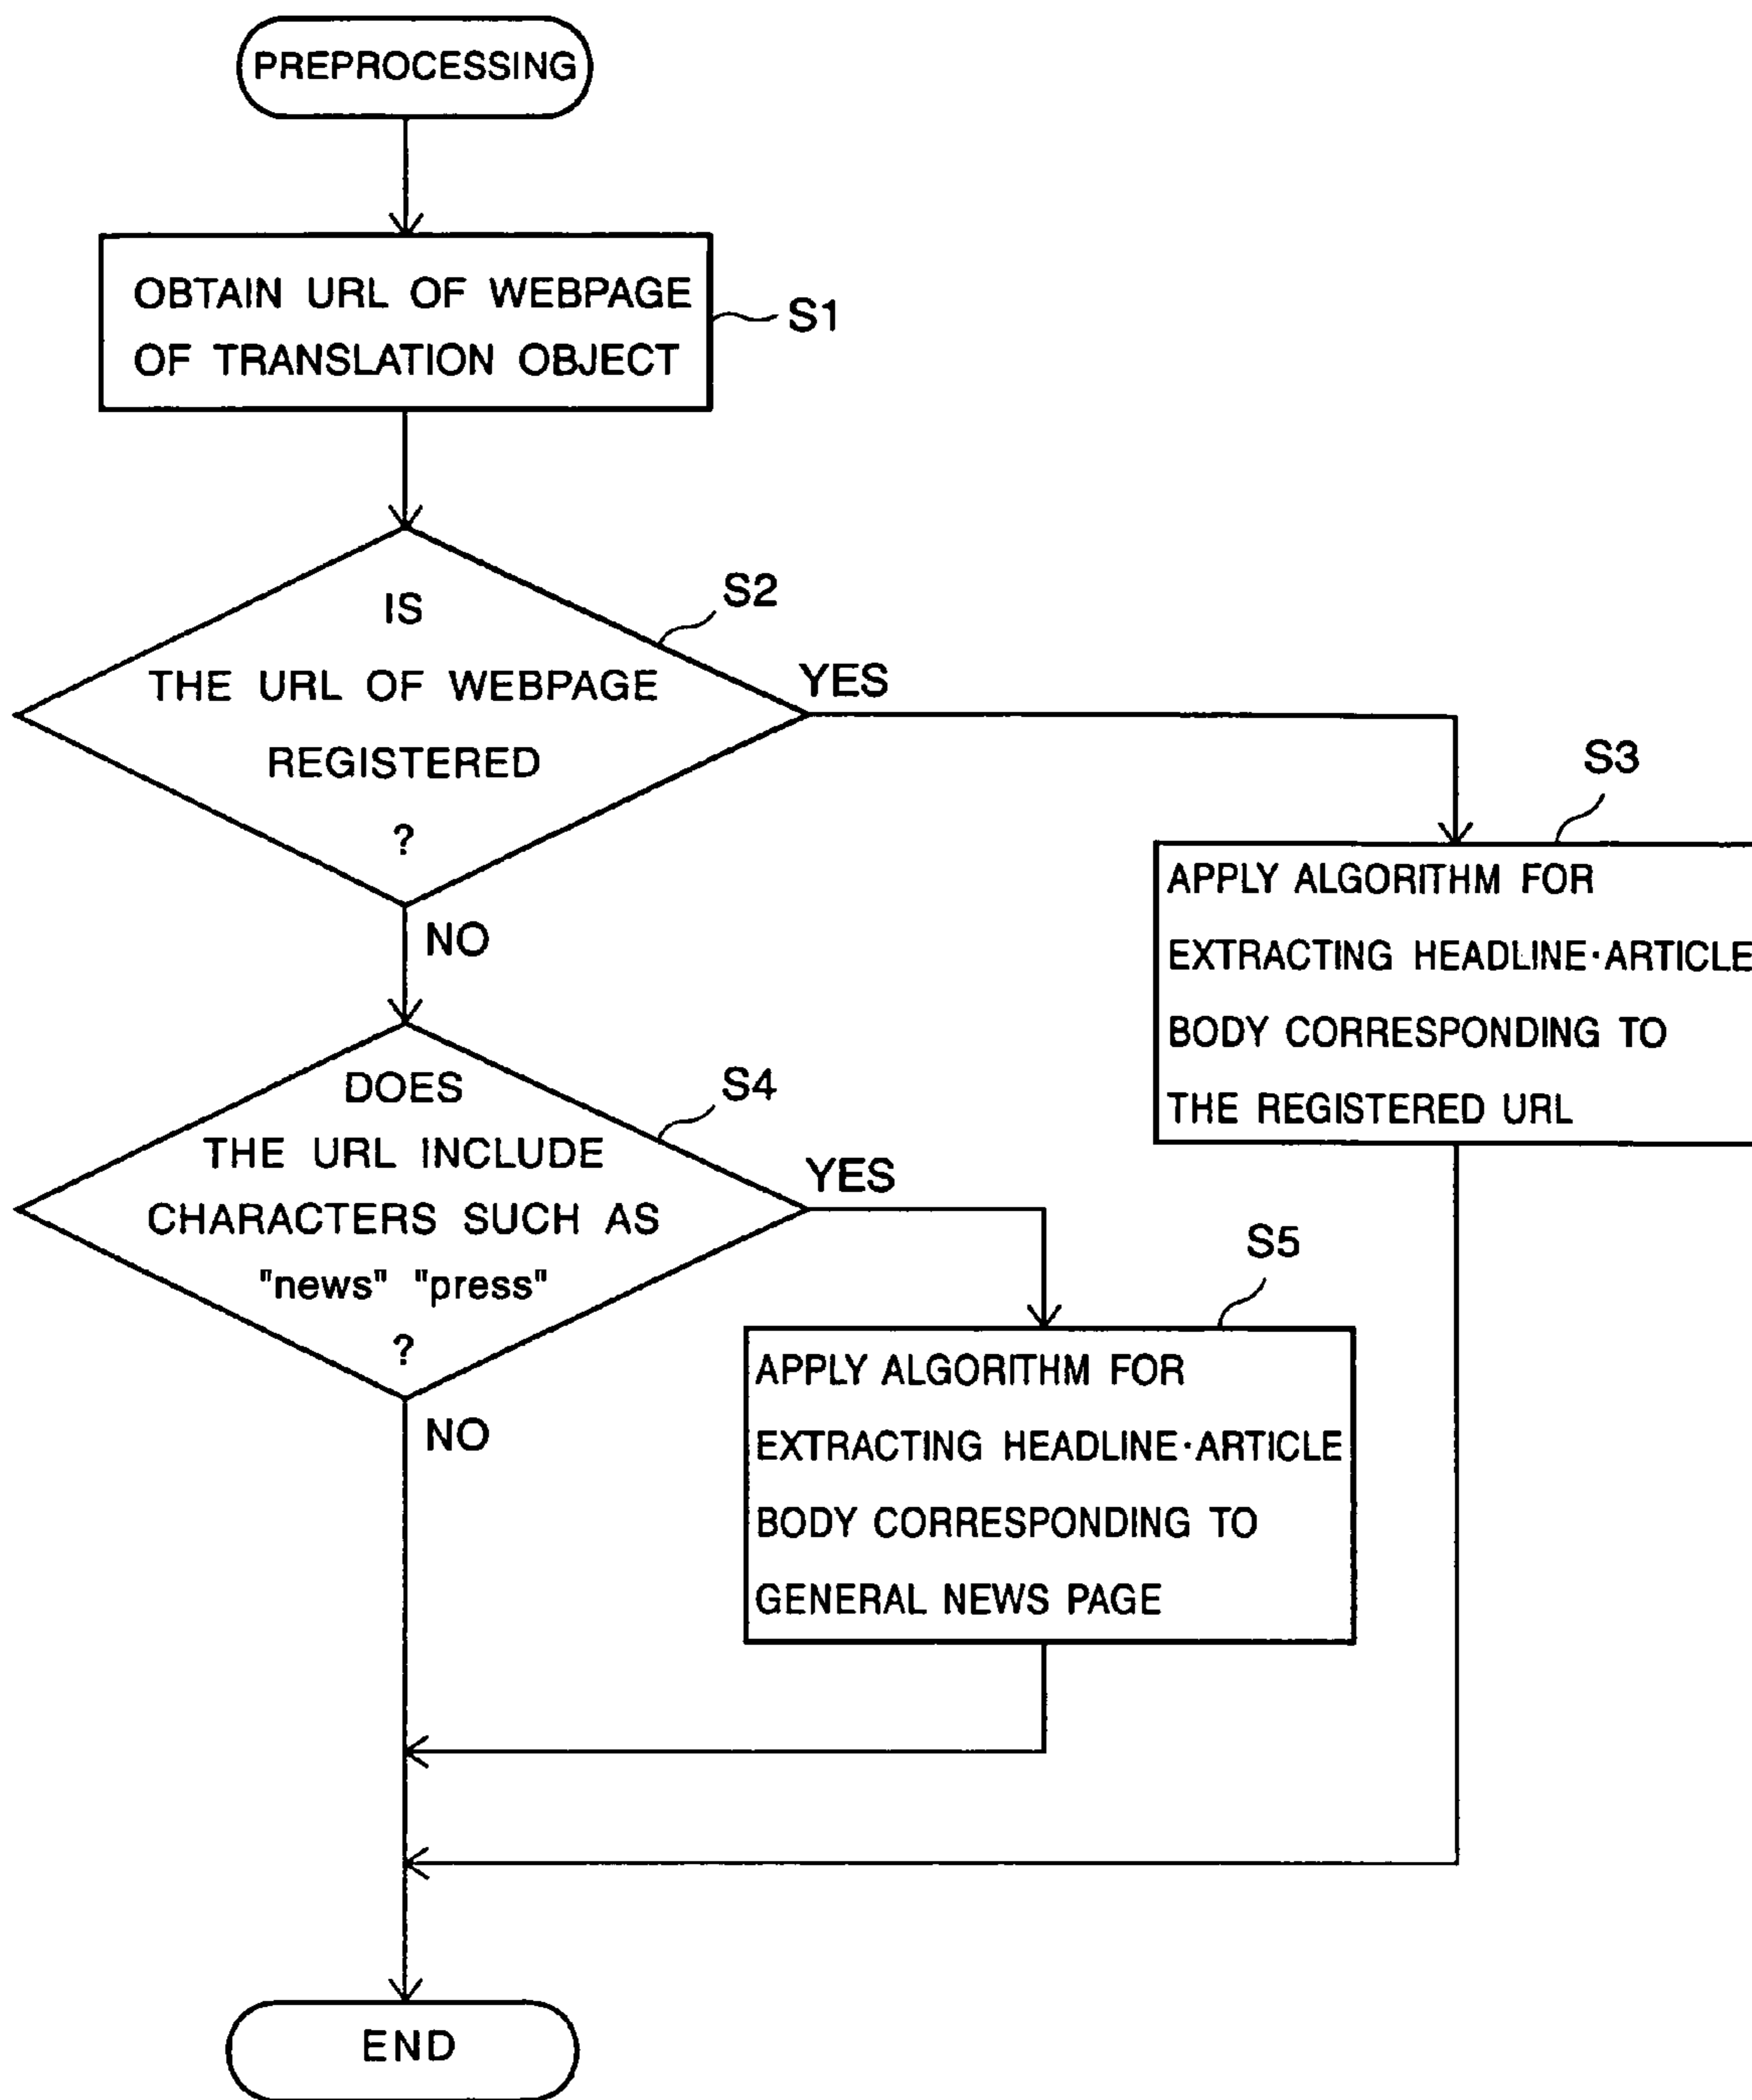 PREPROCESSING
OBTAIN URL OF WEBPAGE
OF TRANSLATION OBJECT
S1
IS
THE URL OF WEBPAGE
REGISTERED
?
S2
YES
NO
S3
APPLY ALGORITHM FOR
EXTRACTING HEADLINE·ARTICLE
BODY CORRESPONDING TO
THE REGISTERED URL
DOES
THE URL INCLUDE
CHARACTERS SUCH AS
"news" "press"
?
S4
YES
NO
S5
APPLY ALGORITHM FOR
EXTRACTING HEADLINE·ARTICLE
BODY CORRESPONDING TO
GENERAL NEWS PAGE
END